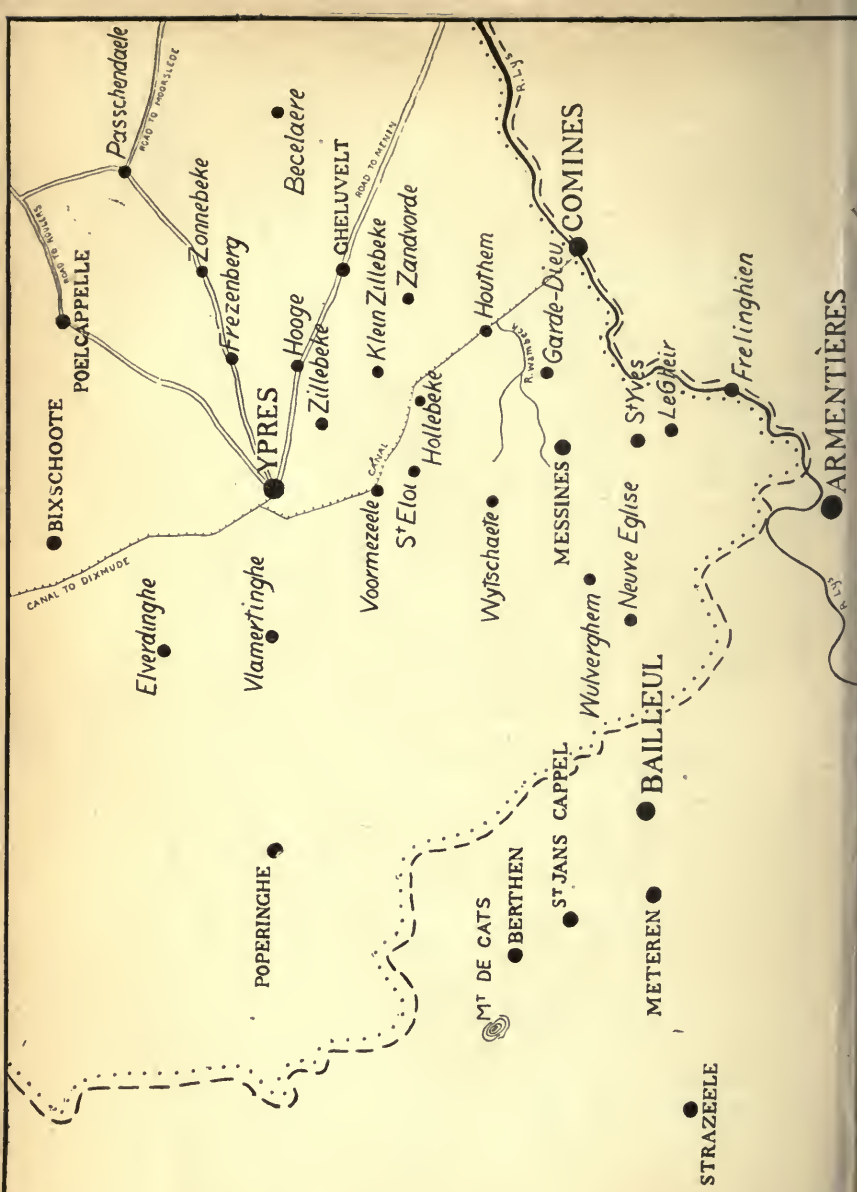 STRAZEELE
MT DE CATS
METEREN
BERTHEN
POPERINGHE
ST JANS CAPPEL
BAILLEUL
R LYS
Wulverghem
Neuve Eglise
Vlamertinghe
Elverdinghe
Wytschaete
Voormezeele
CANAL TO DIXMUDE
ARMENTIÈRES
MESSINES
St Eloi
YPRES
BIXSCHOOTE
CANAL
Le Gheir
St Yves
Hollebeke
Zillebeke
Frelinghien
Garde-Dieu
R. Wambeck
Klein Zillebeke
Hooge
Frezenberg
POELCAPPELLE
Houthem
Zandvorde
GHELUVELT
Zonnebeke
ROAD TO ROULERS
COMINES
ROAD TO MENIN
Becelaere
Passchendaele
ROAD TO MOORSLEDE
R. Lys